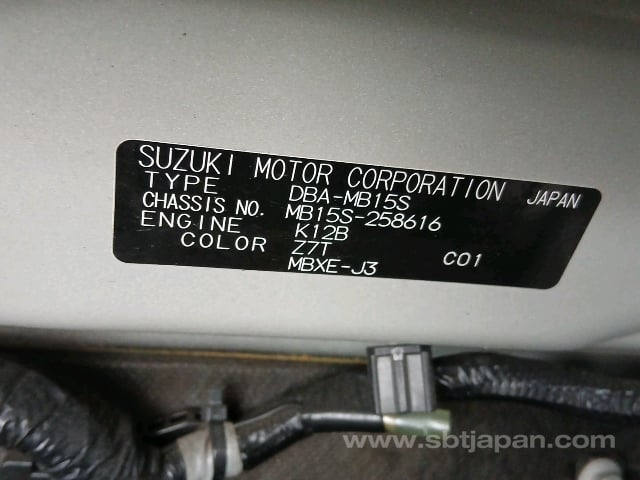 SUZUKI MOTOR CORPORATION JAPAN
TYPE DBA-MB15S
CHASSIS NO. MB15S-258616
ENGINE K12B
COLOR Z7T
MBXE-J3 C01
www.sbtjapan.com